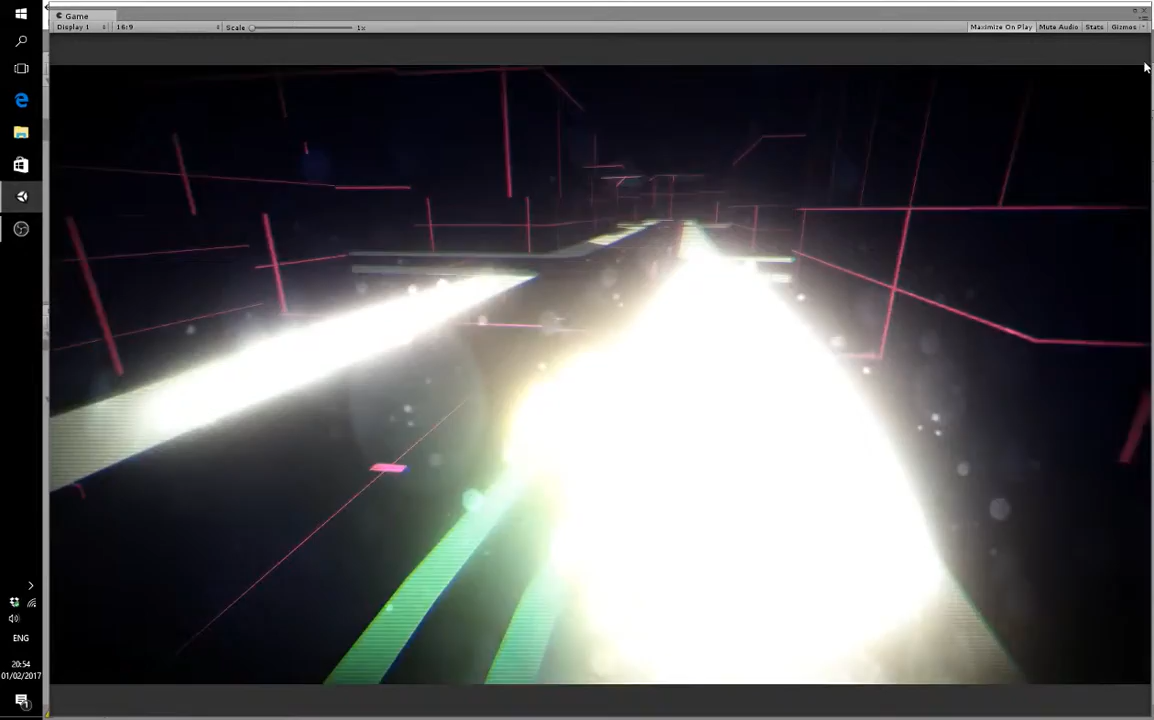 Game
Display 1 16:9 Scale 1x Maximize On Play Mute Audio Stats Gizmos
ENG
20:54
01/02/2017